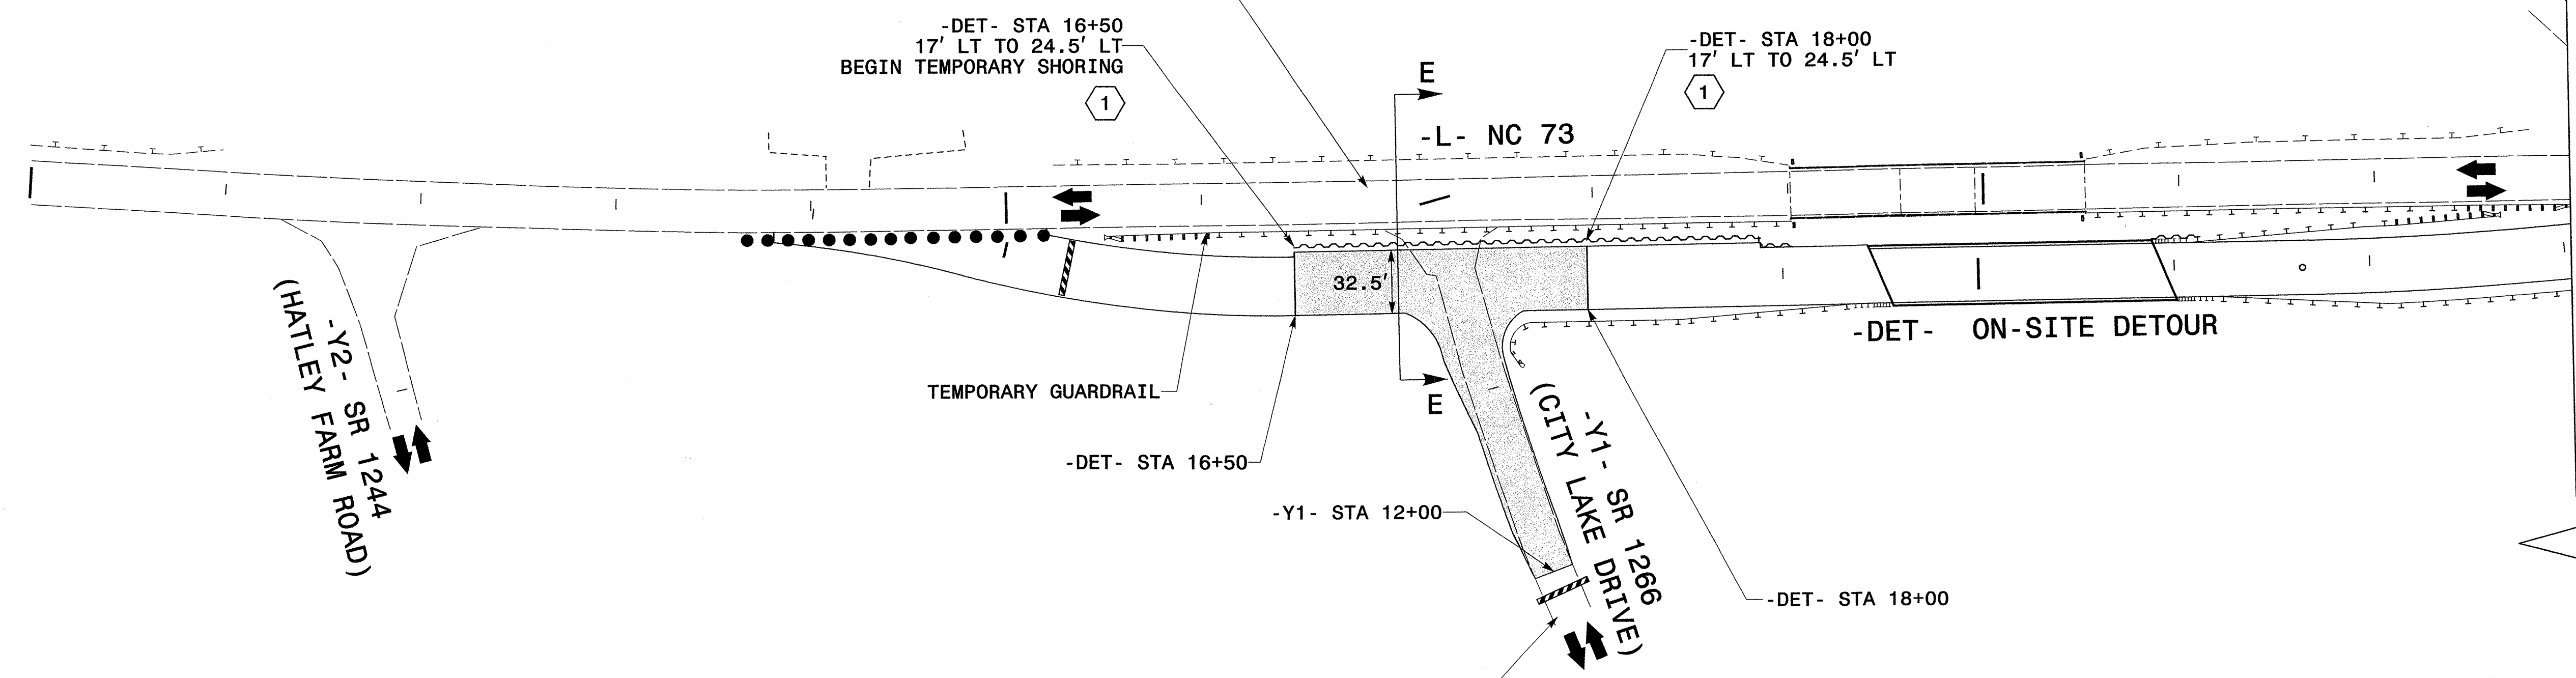 -DET- STA 16+50
17' LT TO 24.5' LT
BEGIN TEMPORARY SHORING
1
E
-L- NC 73
-DET- STA 18+00
17' LT TO 24.5' LT
1
32.5'
-DET- ON-SITE DETOUR
TEMPORARY GUARDRAIL
E
-DET- STA 16+50
-Y1- STA 12+00
-DET- STA 18+00
-Y2- SR 1244
(HATLEY FARM ROAD)
-Y1- SR 1266
(CITY LAKE DRIVE)